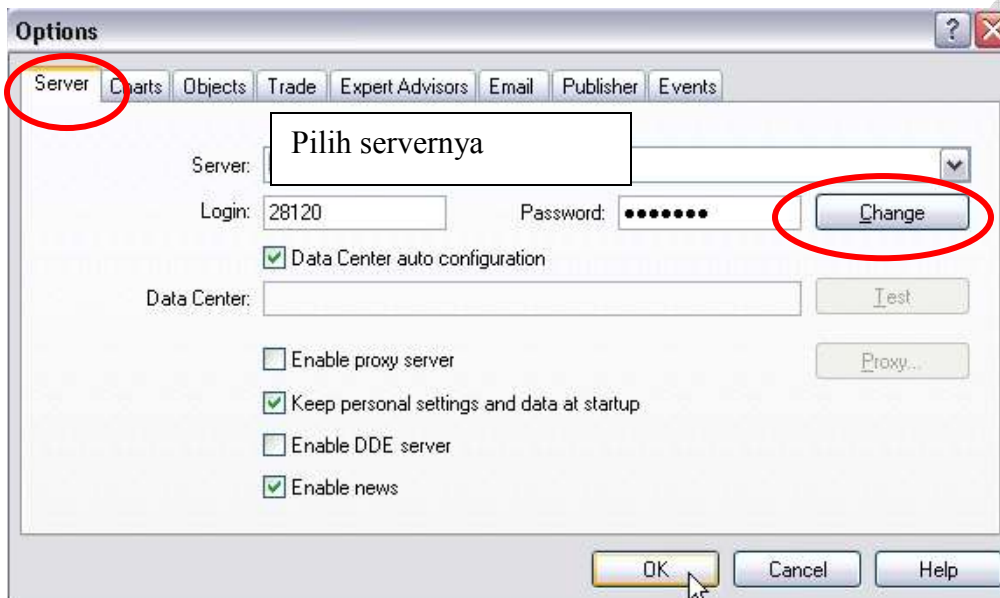 Options
Server Charts Objects Trade Expert Advisors Email Publisher Events
Pilih servernya
Server:
Login: 28120 Password: ●●●●●●● Change
Data Center auto configuration
Data Center: Test
Enable proxy server Proxy...
Keep personal settings and data at startup
Enable DDE server
Enable news
OK Cancel Help